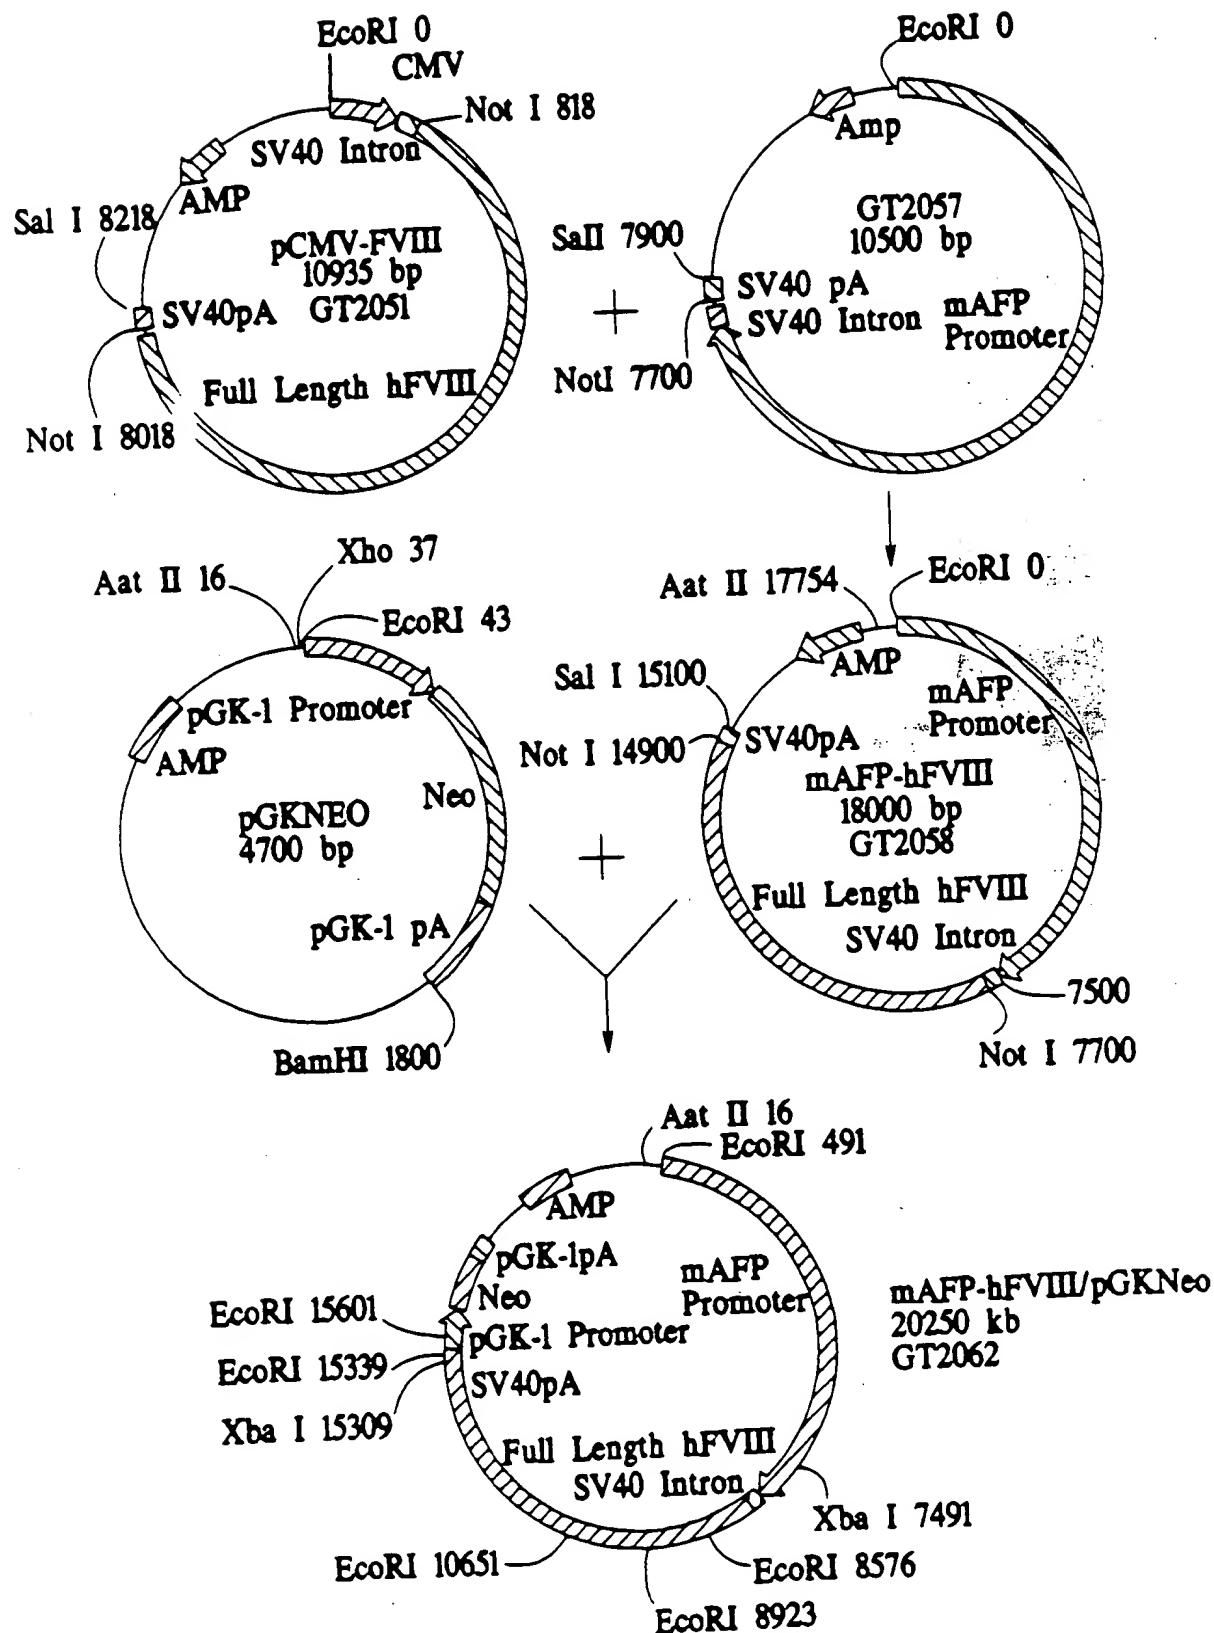 EcoRI 0
CMV
Not I 818
SV40 Intron
AMP
Sal I 8218
pCMV-FVIII
10935 bp
GT2051
SV40pA
Full Length hFVIII
Not I 8018
+
EcoRI 0
Amp
GT2057
10500 bp
SalI 7900
SV40 pA
SV40 Intron
mAFP
Promoter
NotI 7700
Aat II 16
Xho 37
EcoRI 43
pGK-1 Promoter
AMP
Neo
pGKNEO
4700 bp
pGK-1 pA
BamHI 1800
+
Aat II 17754
EcoRI 0
AMP
Sal I 15100
mAFP
Promoter
Not I 14900
SV40pA
mAFP-hFVIII
18000 bp
GT2058
Full Length hFVIII
SV40 Intron
7500
Not I 7700
Aat II 16
EcoRI 491
AMP
pGK-1pA
mAFP
Promoter
Neo
EcoRI 15601
pGK-1 Promoter
EcoRI 15339
SV40pA
Xba I 15309
Full Length hFVIII
SV40 Intron
Xba I 7491
EcoRI 10651
EcoRI 8576
EcoRI 8923
mAFP-hFVIII/pGKNeo
20250 kb
GT2062